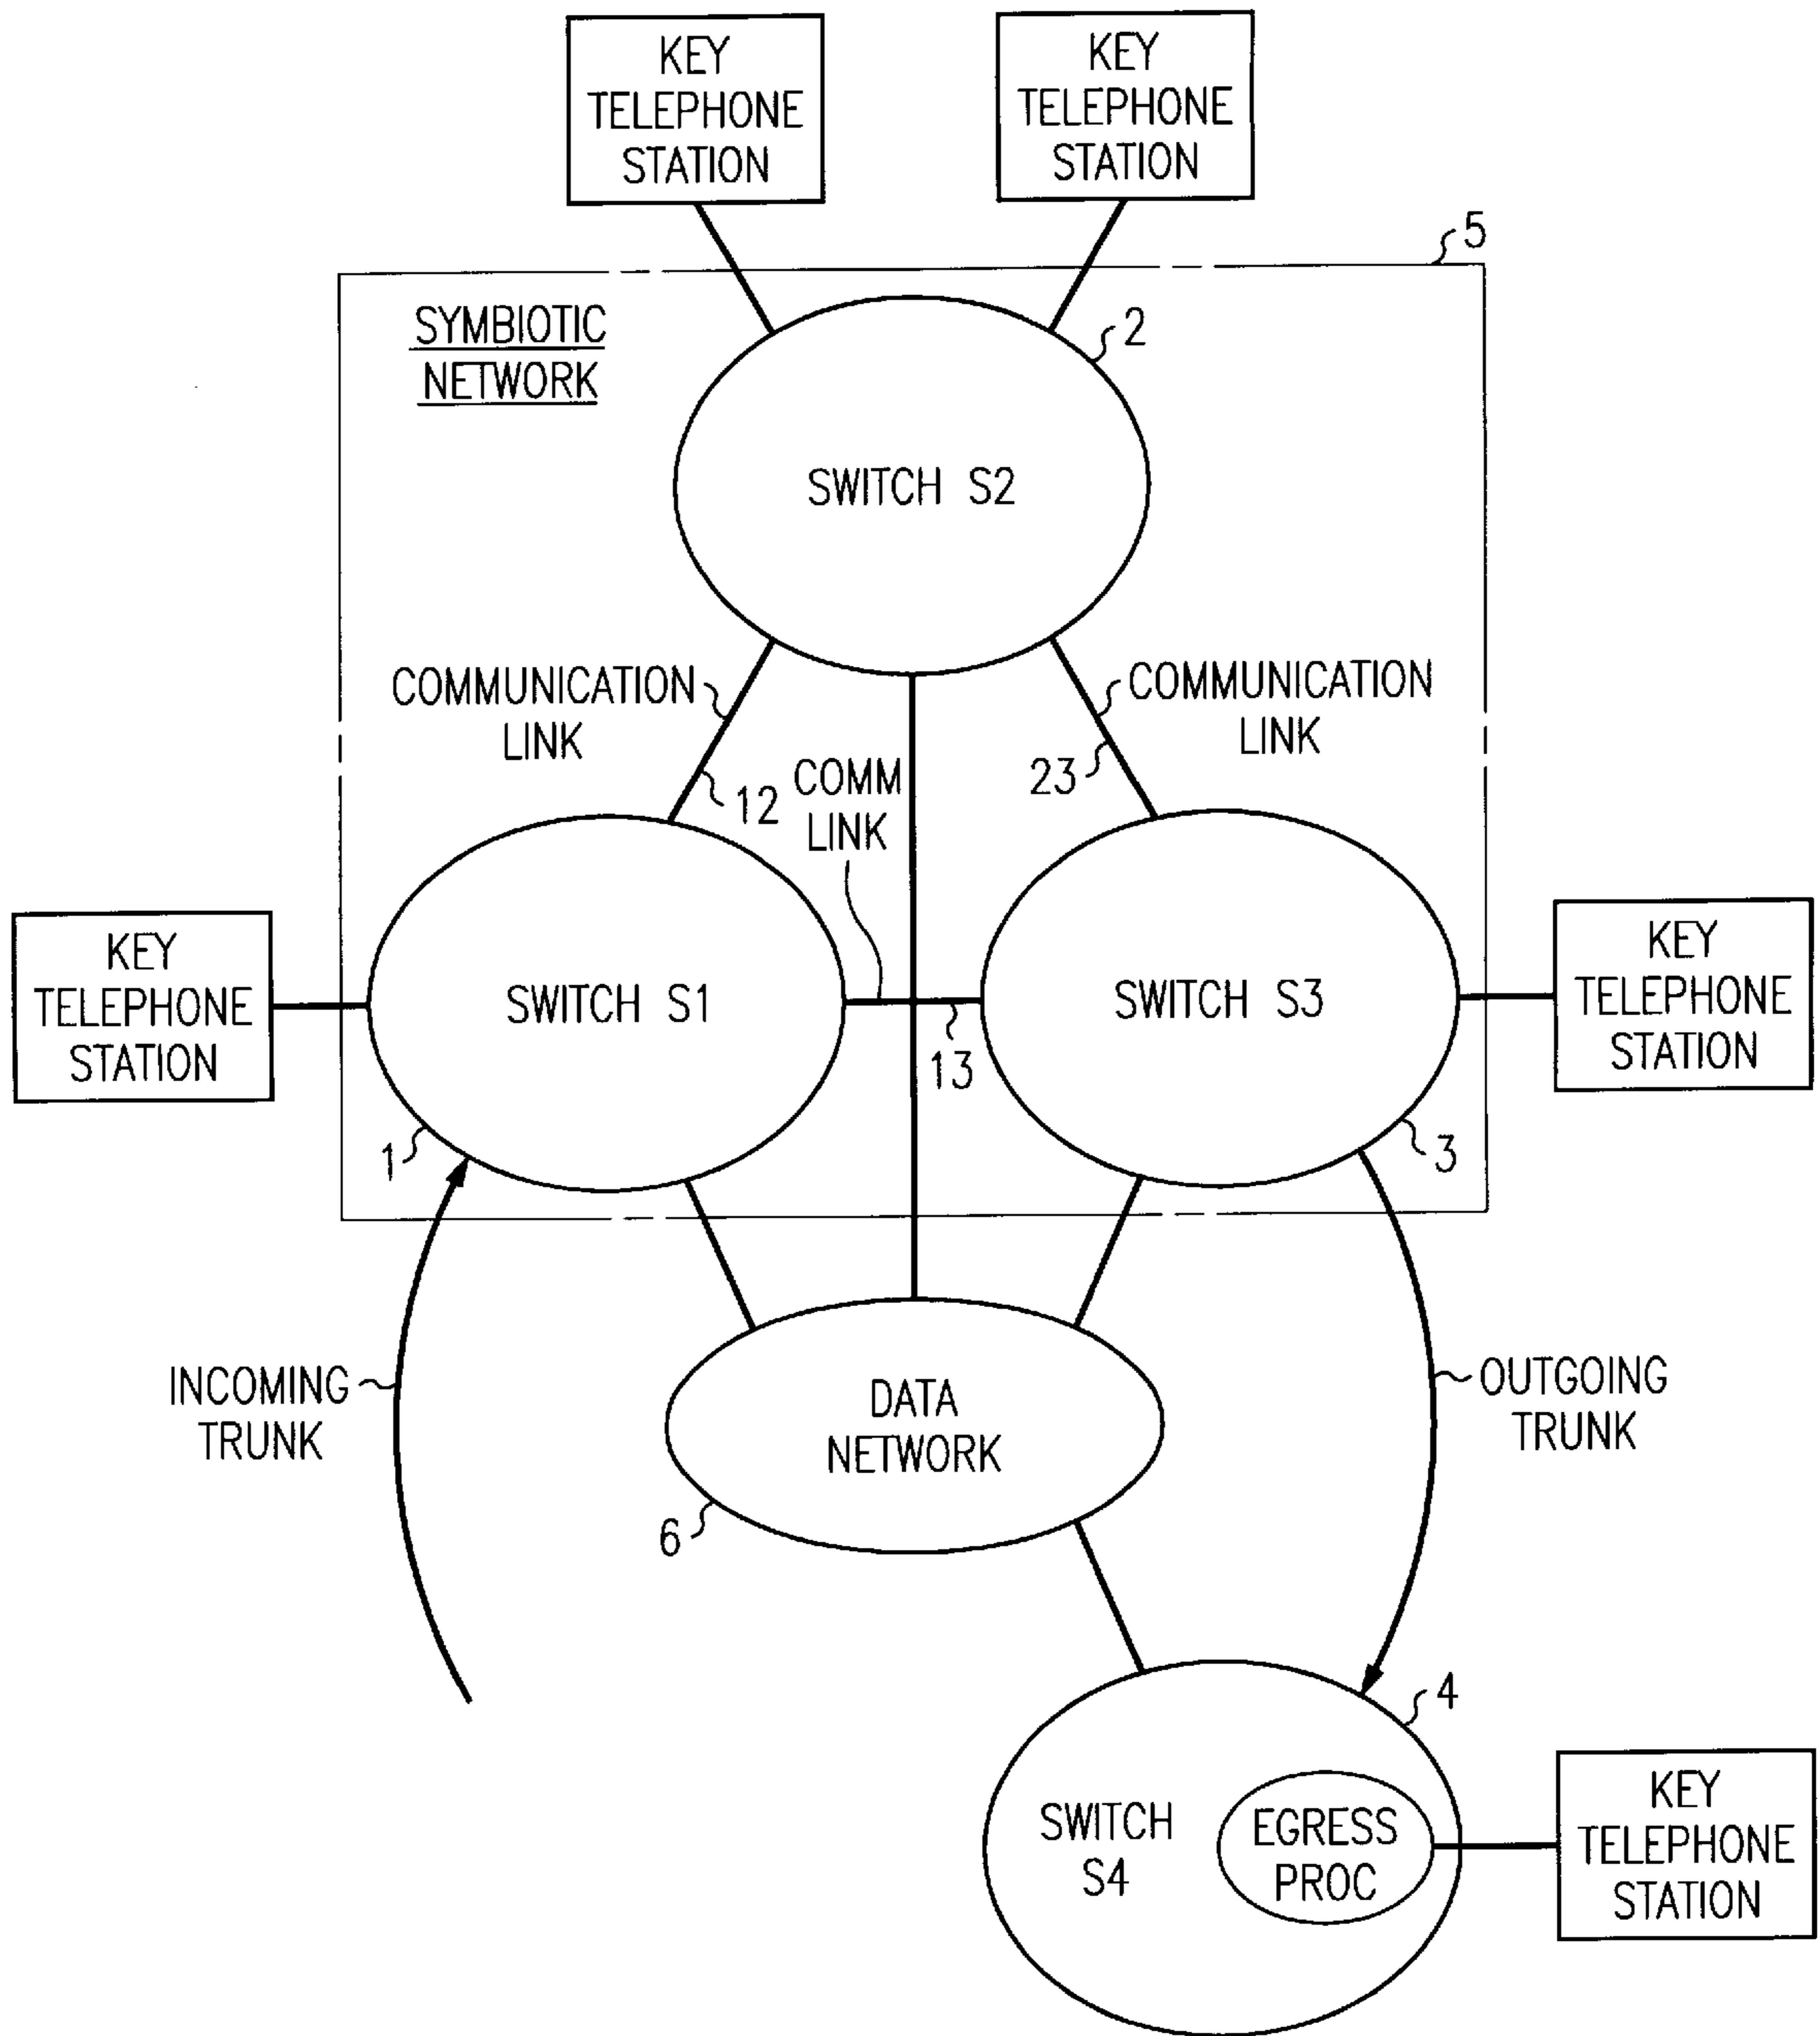 KEY
TELEPHONE
STATION
KEY
TELEPHONE
STATION
5
SYMBIOTIC
NETWORK
2
SWITCH S2
COMMUNICATION
LINK
12
COMMUNICATION
LINK
23
COMM
LINK
13
KEY
TELEPHONE
STATION
SWITCH S1
1
SWITCH S3
3
KEY
TELEPHONE
STATION
INCOMING
TRUNK
DATA
NETWORK
6
OUTGOING
TRUNK
4
SWITCH
S4
EGRESS
PROC
KEY
TELEPHONE
STATION